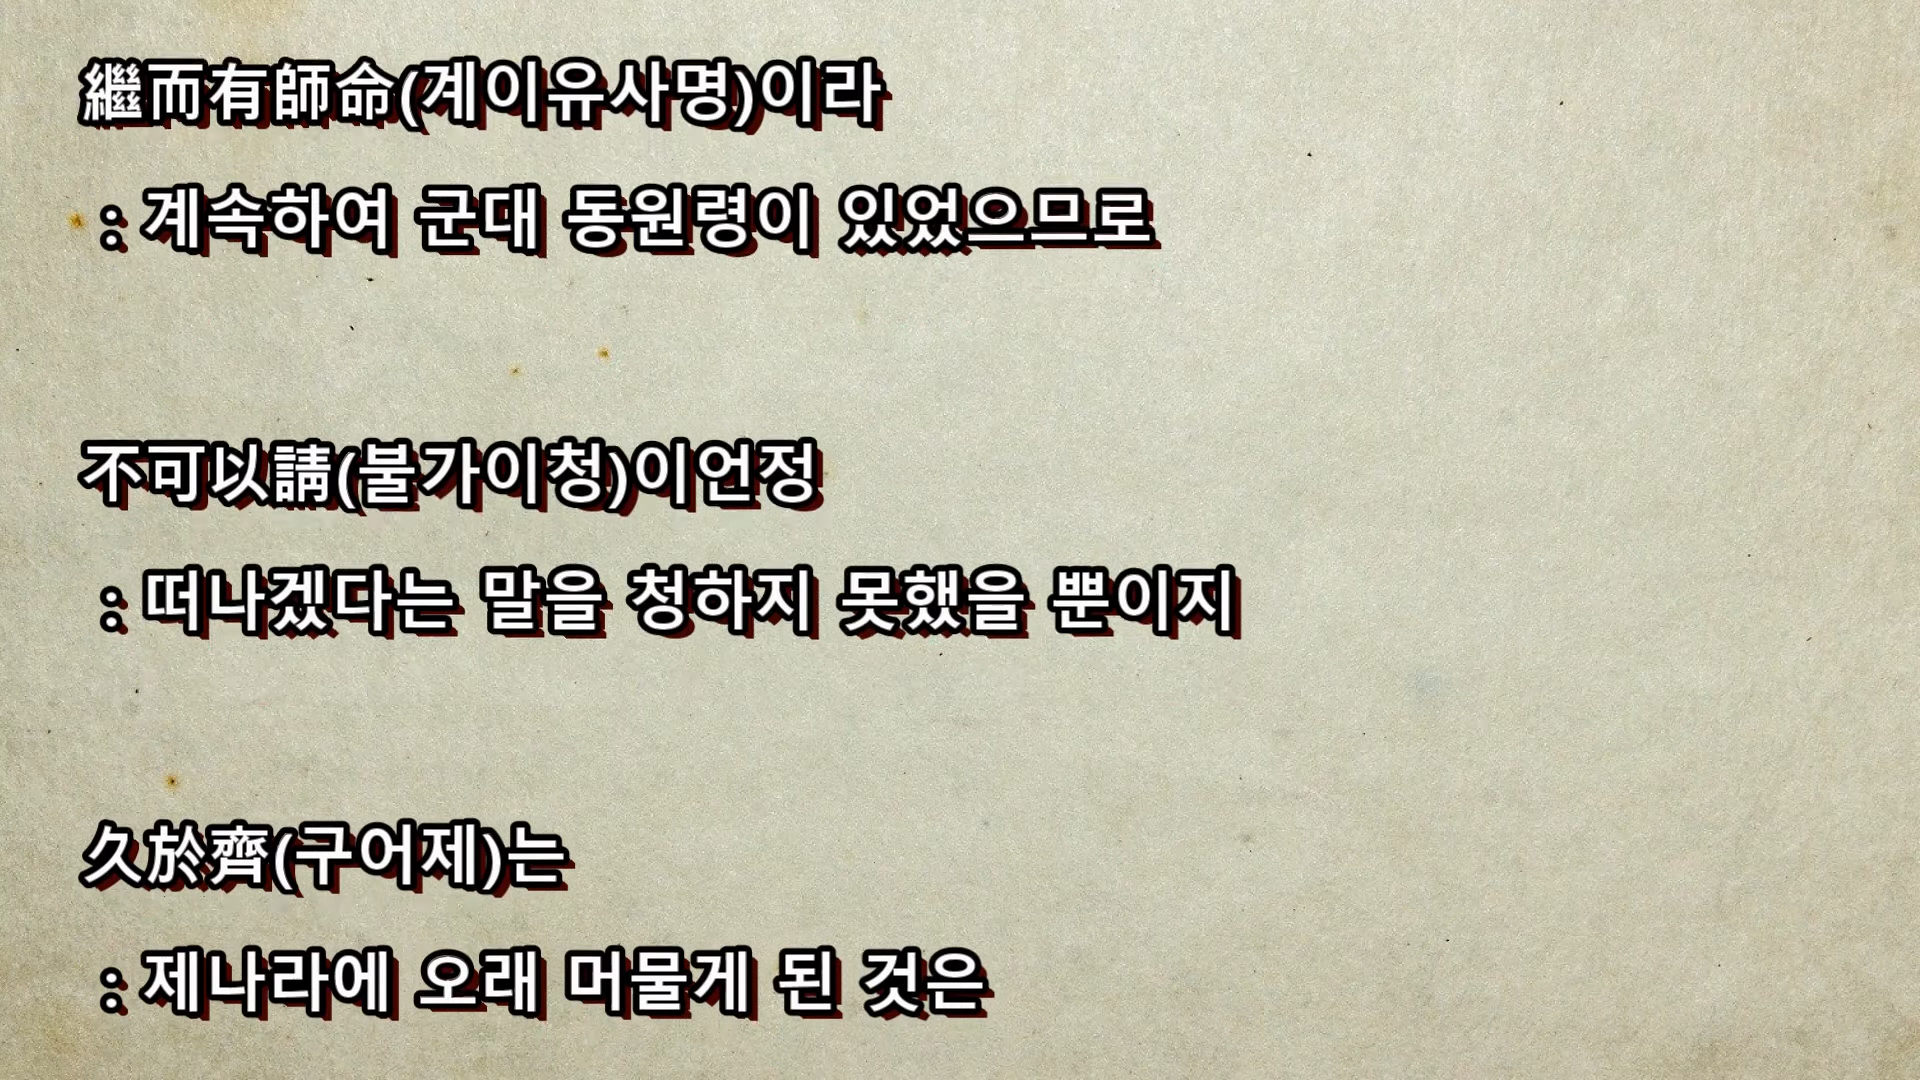 繼而有師命(계이유사명)이라
: 계속하여 군대 동원령이 있었으므로
不可以請(불가이청)이언정
: 떠나겠다는 말을 청하지 못했을 뿐이지
久於齊(구어제)는
: 제나라에 오래 머물게 된 것은